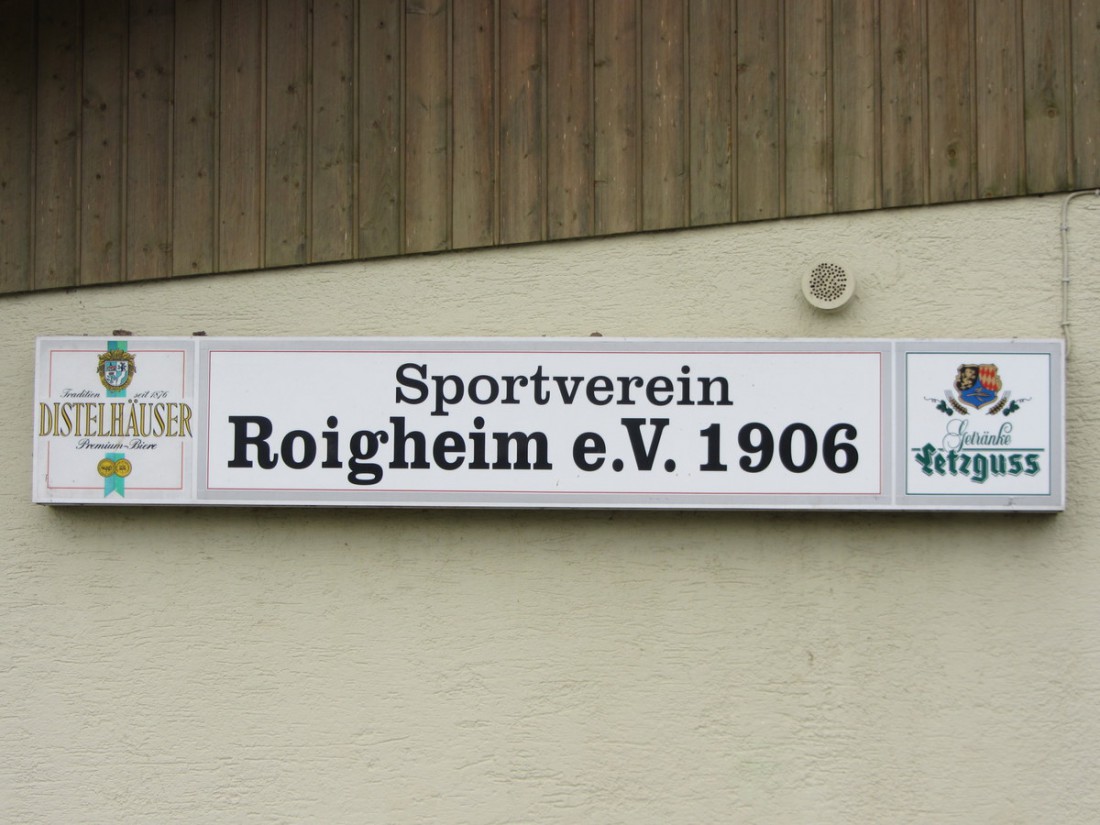 Tradition seit 1876
DISTELHÄUSER
Premium-Biere
Sportverein
Roigheim e.V. 1906
Getränke
Letzguss